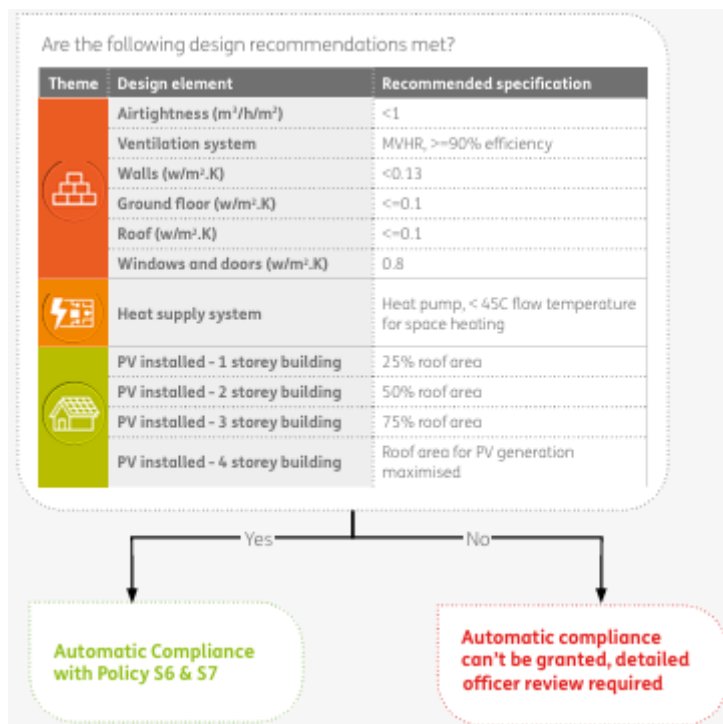 Are the following design recommendations met?
Theme Design element Recommended specification
Airtightness (m³/h/m²) <1
Ventilation system MVHR, >=90% efficiency
Walls (w/m².K) <0.13
Ground floor (w/m².K) <=0.1
Roof (w/m².K) <=0.1
Windows and doors (w/m².K) 0.8
Heat supply system Heat pump, < 45C flow temperature
for space heating
PV installed - 1 storey building 25% roof area
PV installed - 2 storey building 50% roof area
PV installed - 3 storey building 75% roof area
PV installed - 4 storey building Roof area for PV generation
maximised
Yes No
Automatic Compliance
with Policy S6 & S7
Automatic compliance
can't be granted, detailed
officer review required